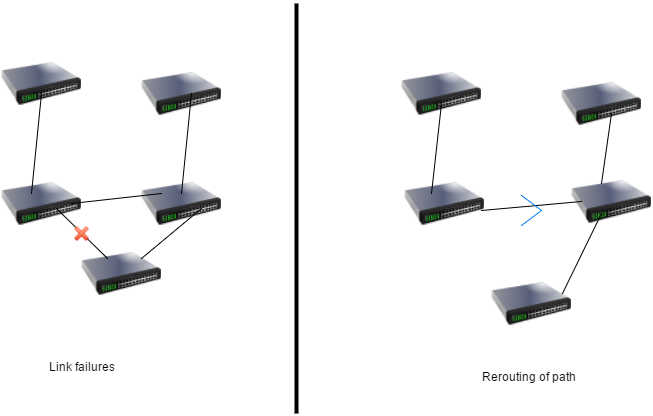 Link failures
Rerouting of path